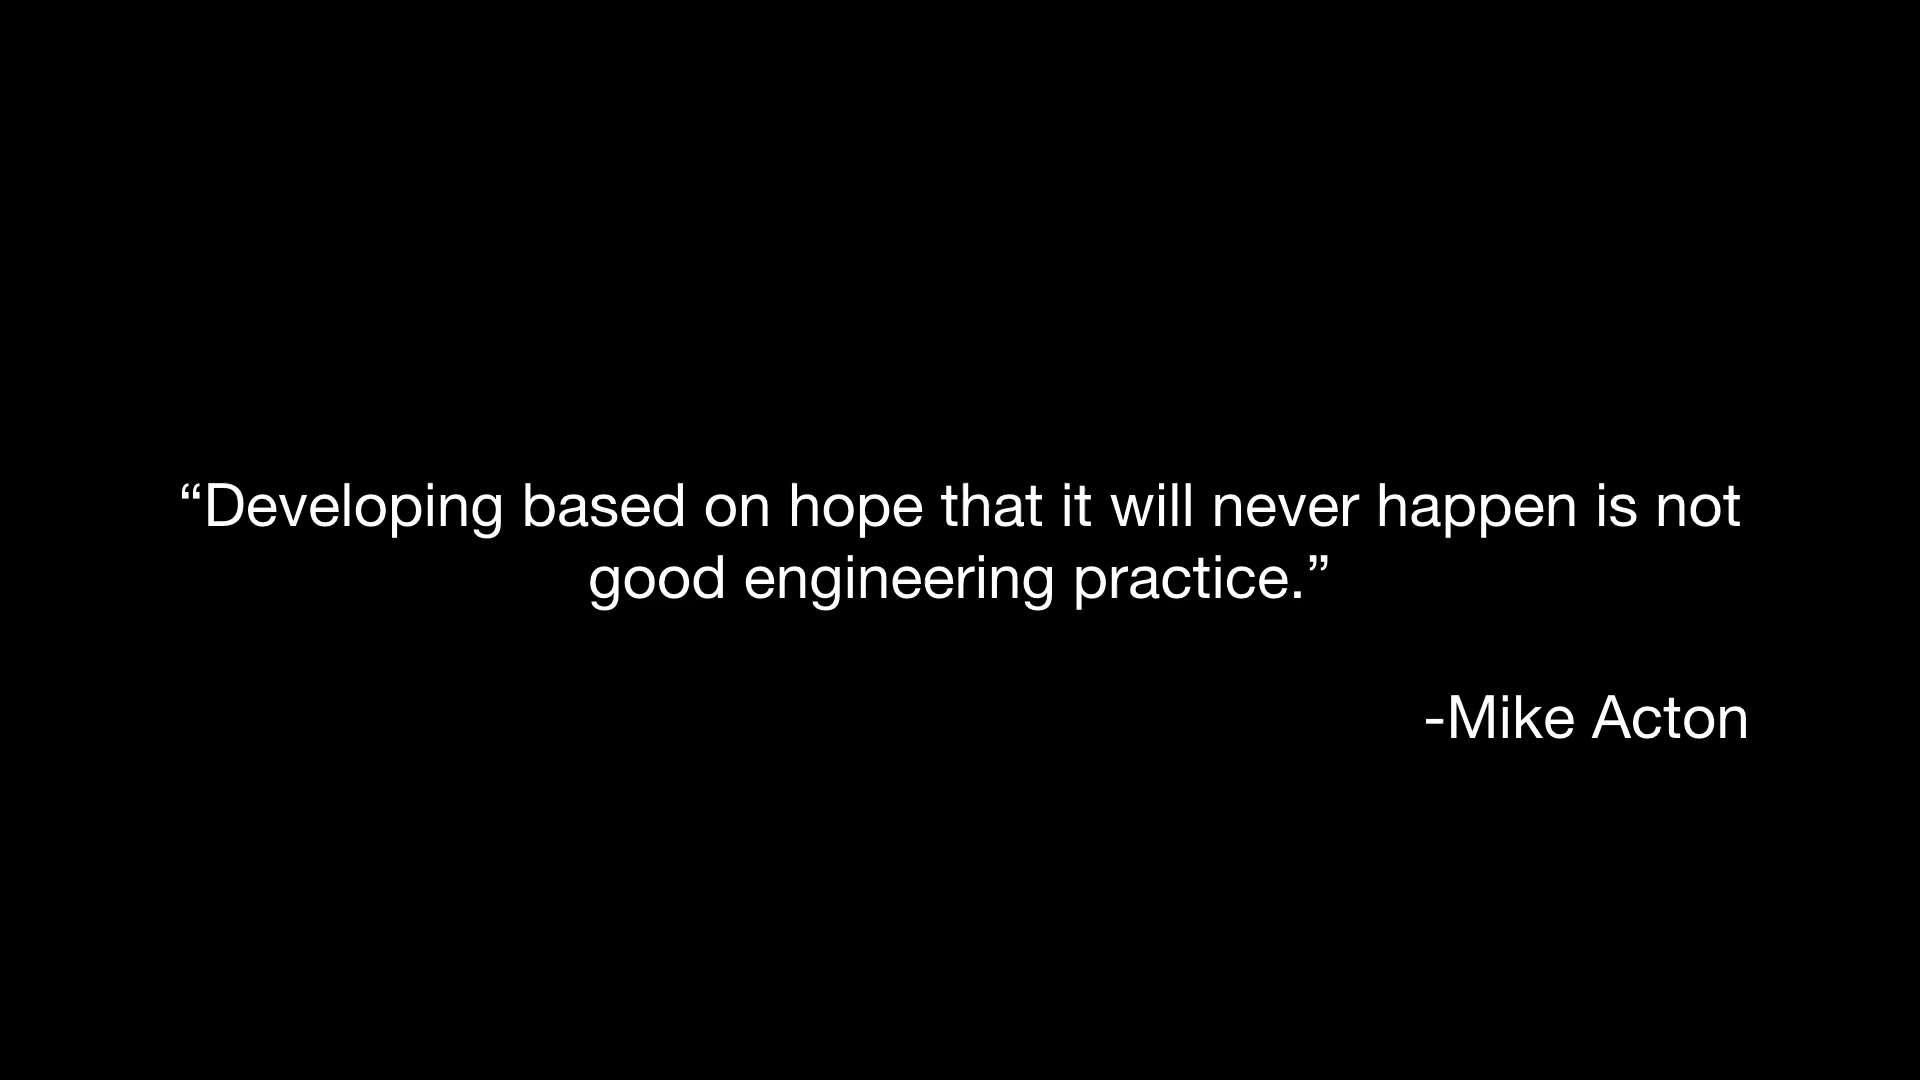 “Developing based on hope that it will never happen is not
good engineering practice.”
-Mike Acton